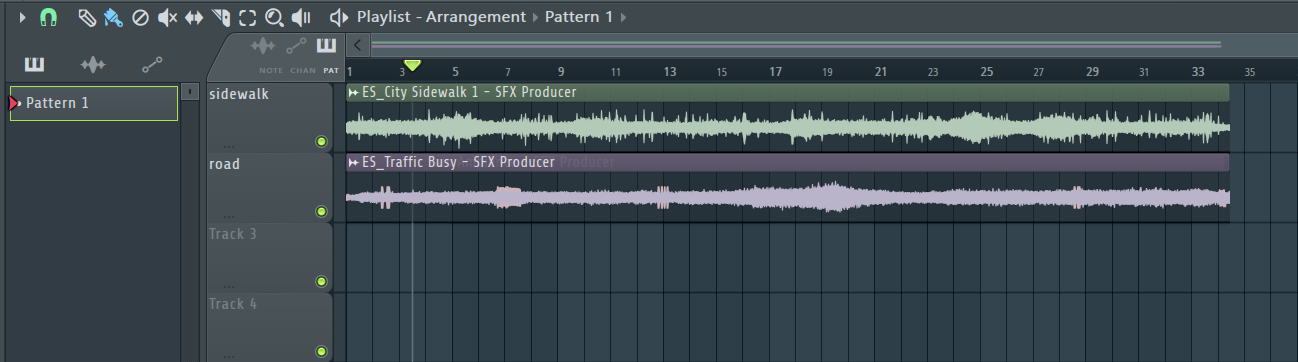 Playlist - Arrangement › Pattern 1 ›
NOTE CHAN PAT
1 3 5 7 9 11 13 15 17 19 21 23 25 27 29 31 33 35
Pattern 1
sidewalk
ES_City Sidewalk 1 - SFX Producer
...
road
ES_Traffic Busy - SFX Producer Producer
...
Track 3
...
Track 4
...